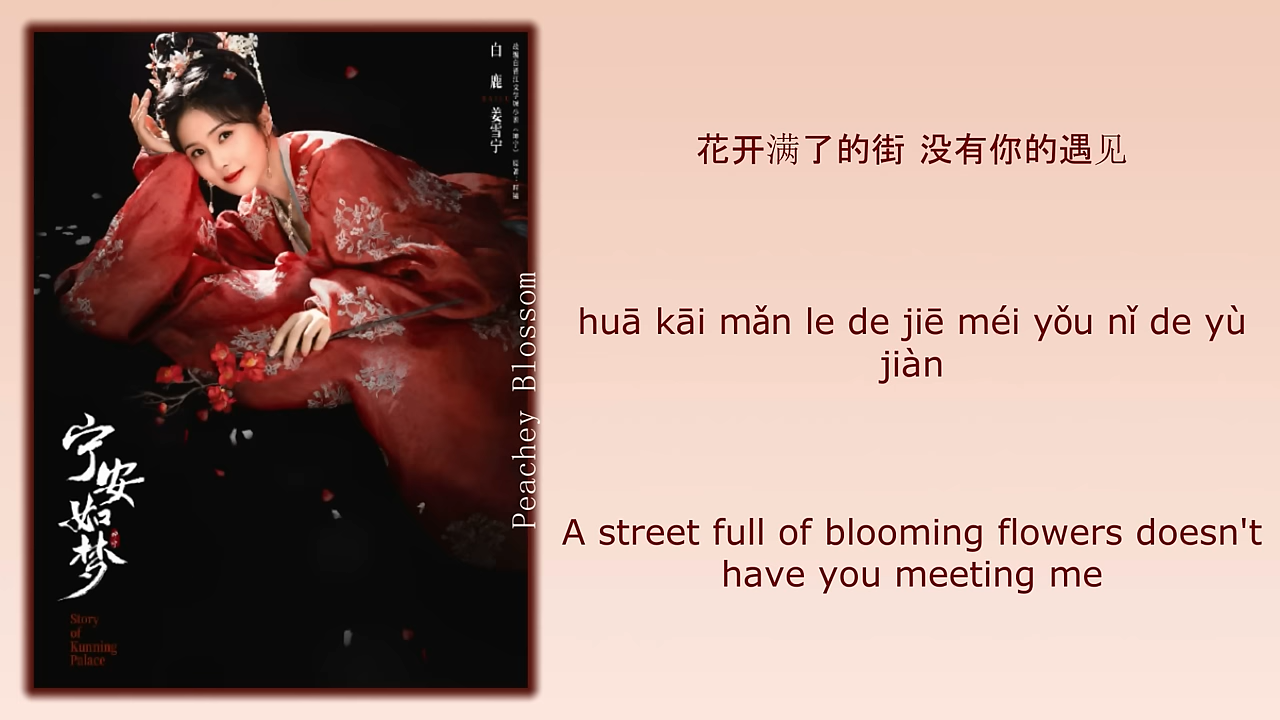 白鹿
姜雪宁
宁安如梦
Story
of
Kunning
Palace
Peachey Blossom
花开满了的街 没有你的遇见
huā kāi mǎn le de jiē méi yǒu nǐ de yù
jiàn
A street full of blooming flowers doesn't
have you meeting me